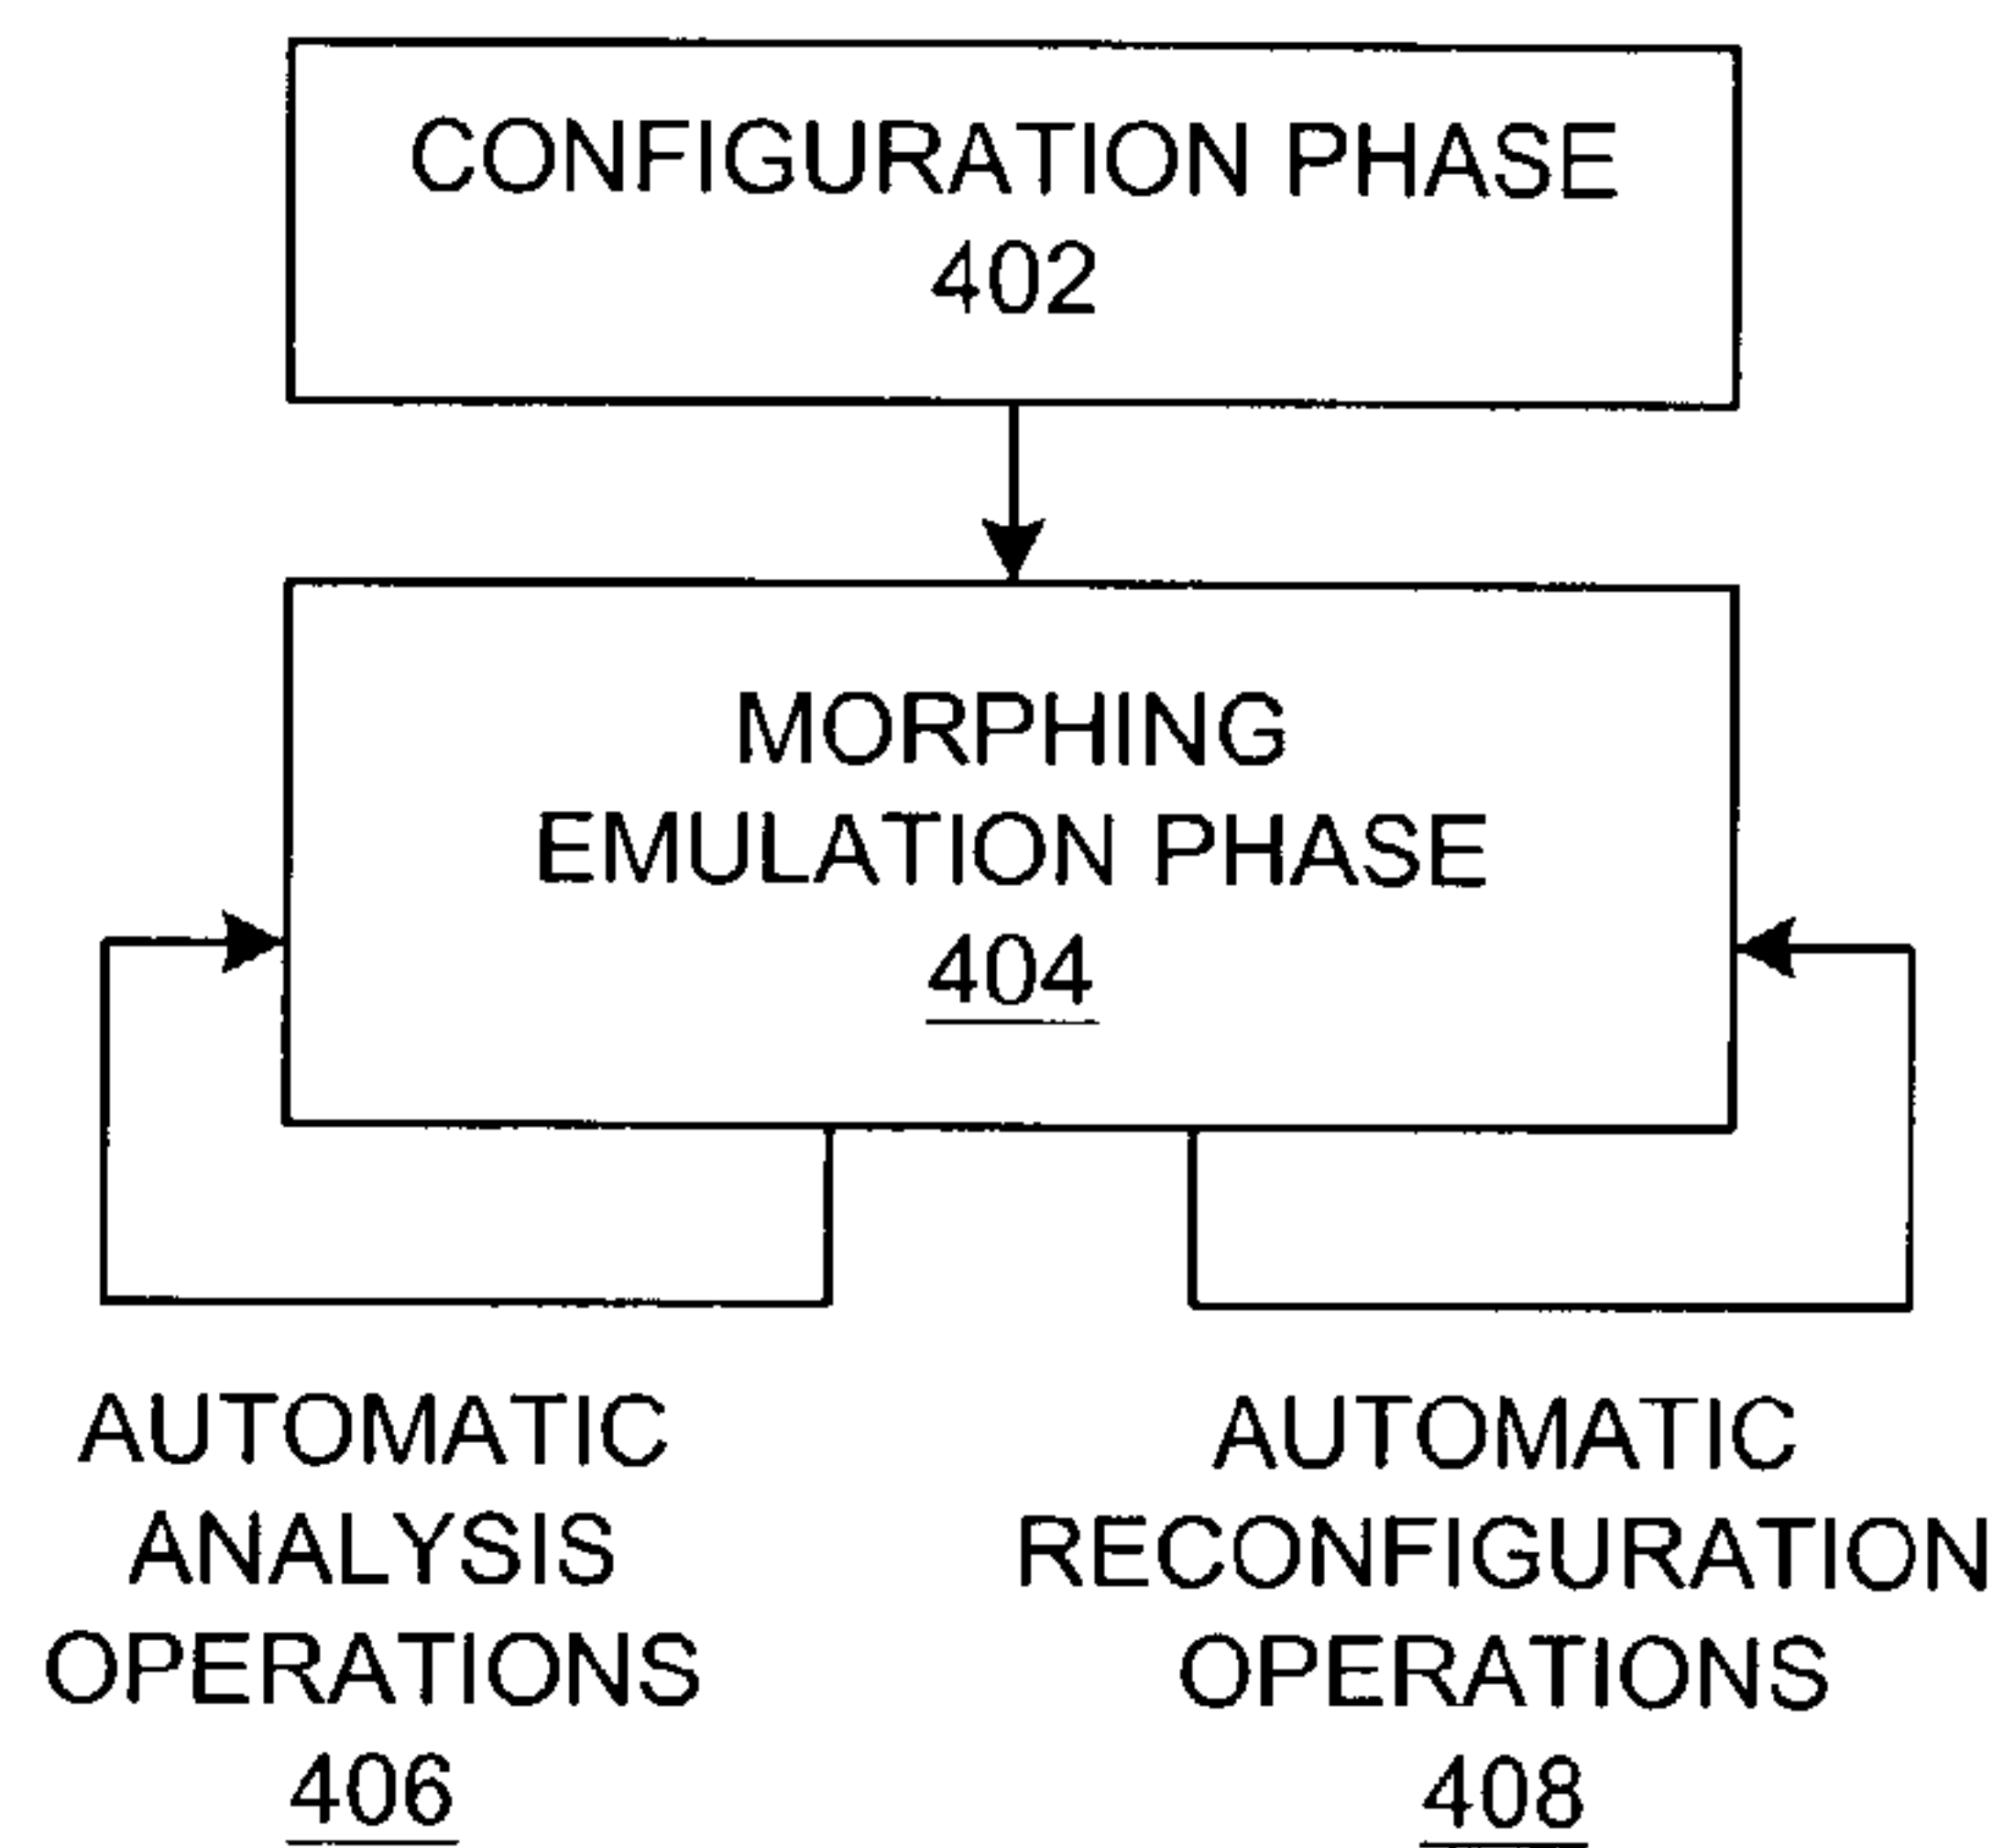 CONFIGURATION PHASE
402
MORPHING
EMULATION PHASE
404
AUTOMATIC
ANALYSIS
OPERATIONS
406
AUTOMATIC
RECONFIGURATION
OPERATIONS
408